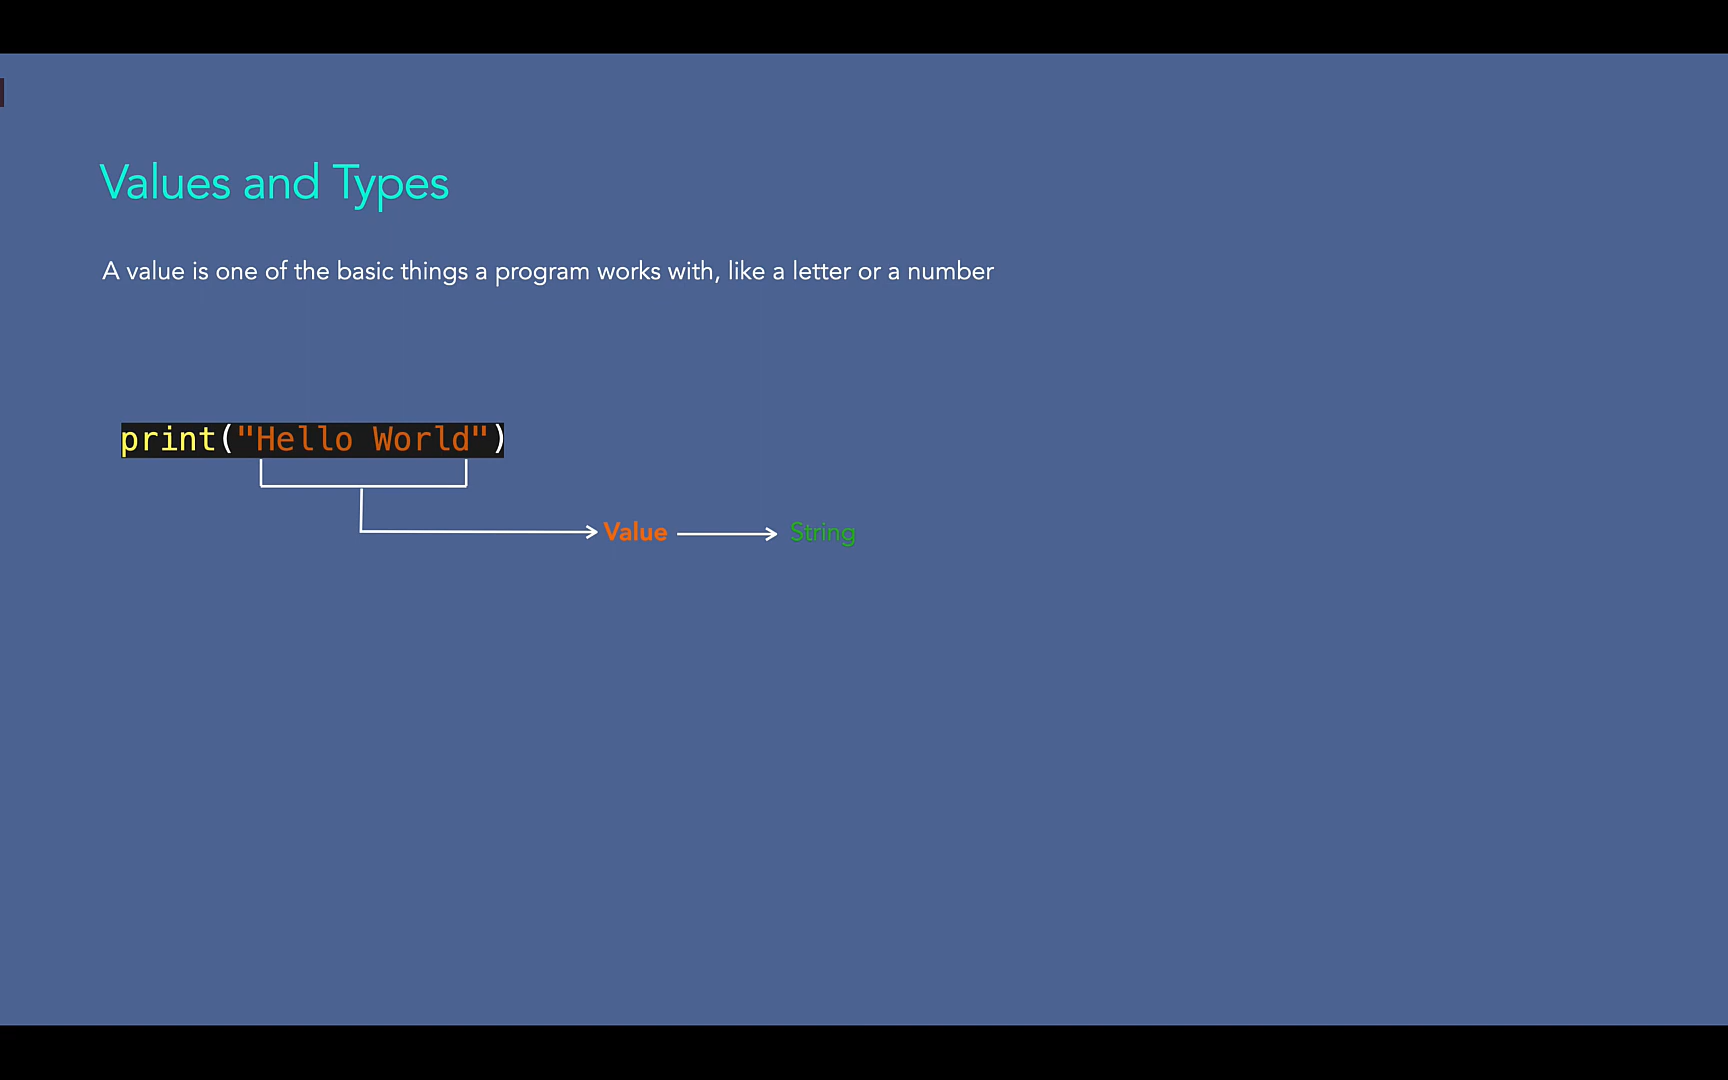 Values and Types
A value is one of the basic things a program works with, like a letter or a number
print("Hello World")
Value String